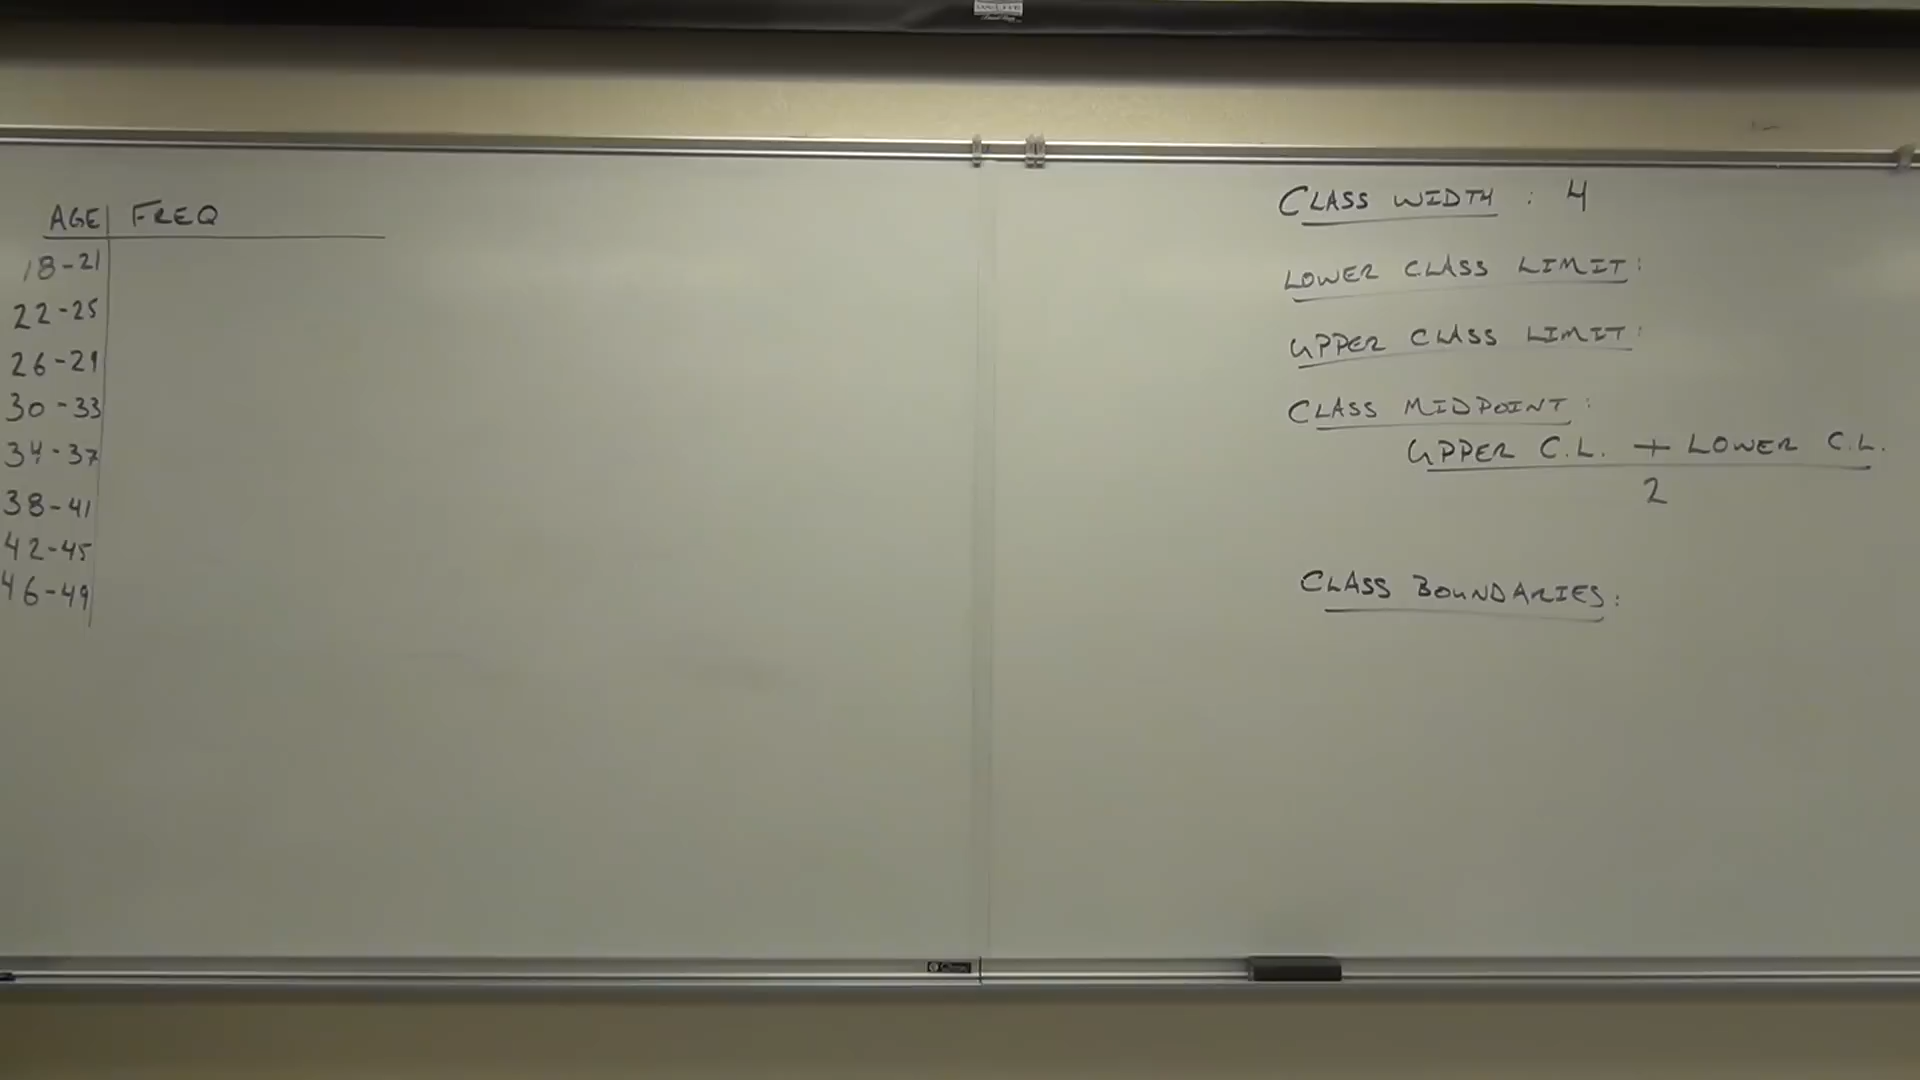 AGE FREQ
18-21
22-25
26-29
30-33
34-37
38-41
42-45
46-49
CLASS WIDTH : 4
LOWER CLASS LIMIT:
UPPER CLASS LIMIT:
CLASS MIDPOINT:
UPPER C.L. + LOWER C.L.
2
CLASS BOUNDARIES: